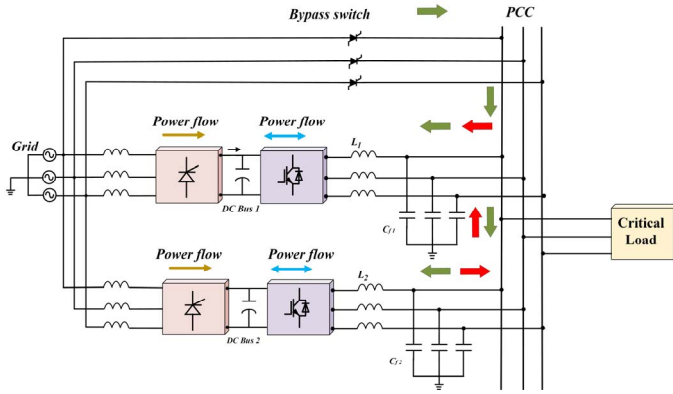 Bypass switch
PCC
Power flow
Power flow
L1
Grid
DC Bus 1
Cf1
Critical
Load
Power flow
Power flow
L2
DC Bus 2
Cf2